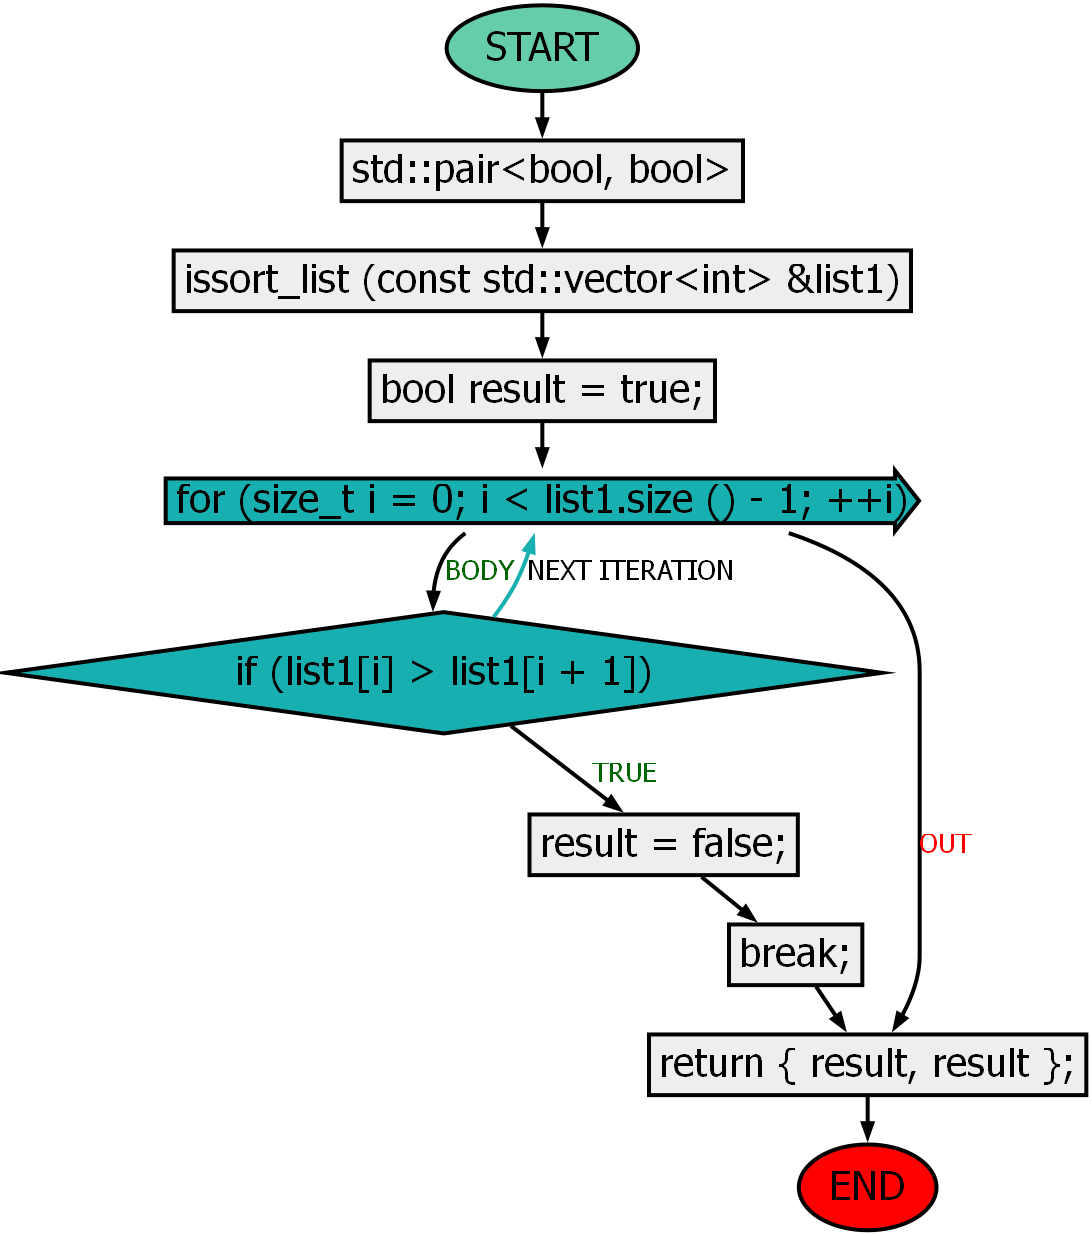 START
std::pair<bool, bool>
issort_list (const std::vector<int> &list1)
bool result = true;
for (size_t i = 0; i < list1.size () - 1; ++i)
BODY
NEXT ITERATION
if (list1[i] > list1[i + 1])
TRUE
result = false;
OUT
break;
return { result, result };
END